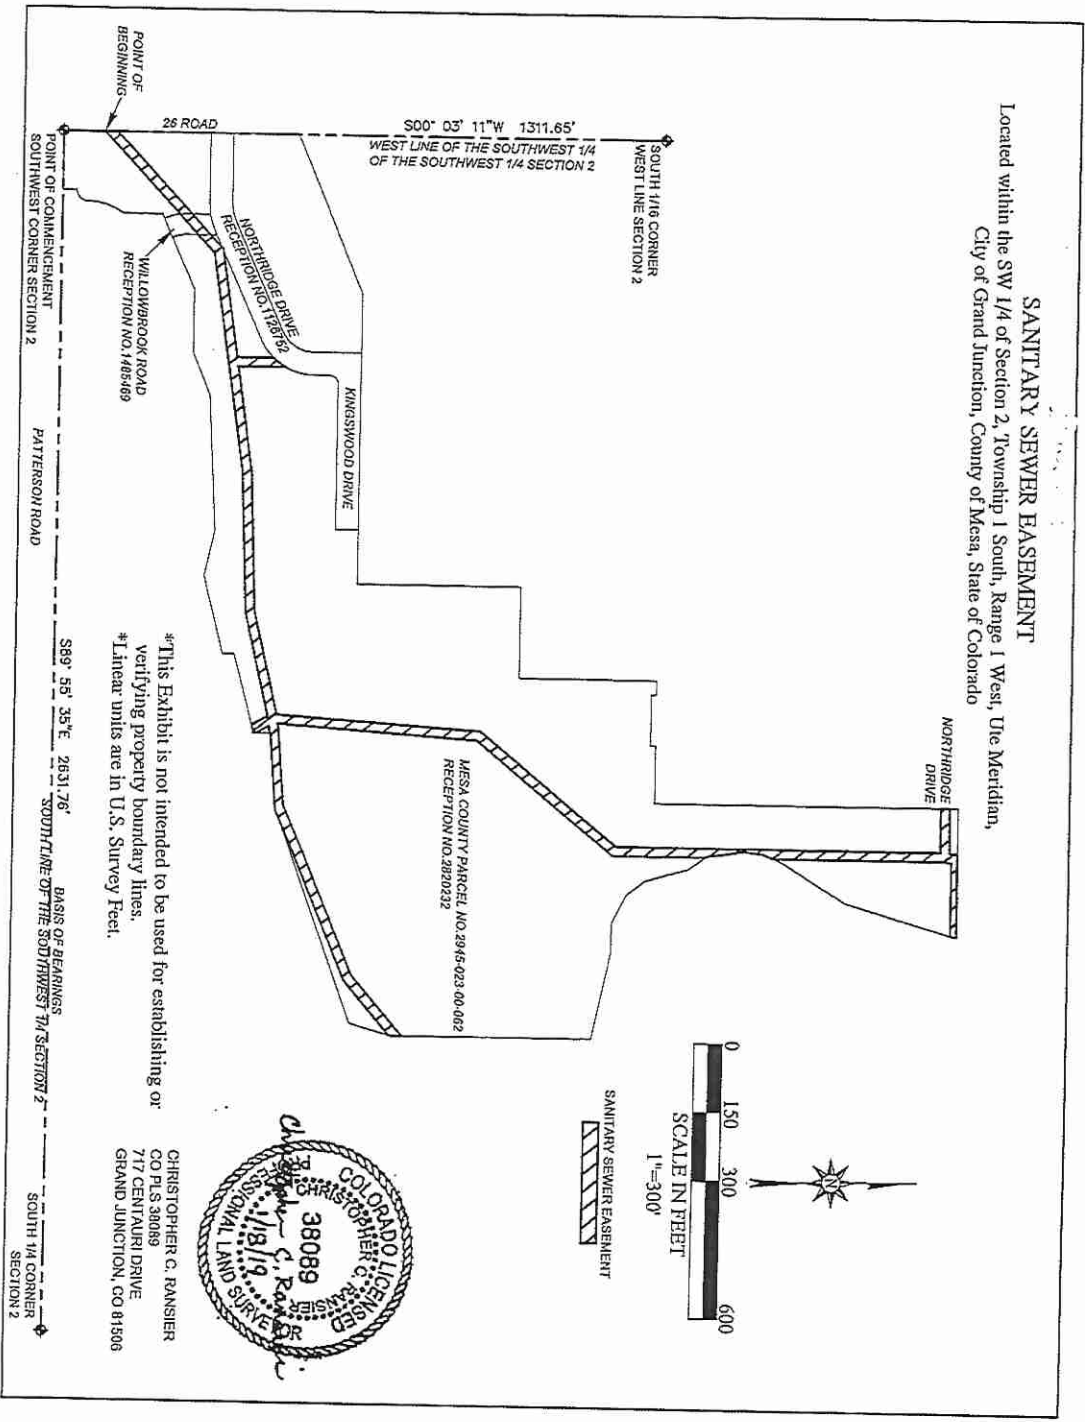 SANITARY SEWER EASEMENT
Located within the SW 1/4 of Section 2, Township 1 South, Range 1 West, Ute Meridian,
City of Grand Junction, County of Mesa, State of Colorado
SOUTH 1/16 CORNER
WEST LINE SECTION 2
S00° 03' 11"W 1311.65'
WEST LINE OF THE SOUTHWEST 1/4
OF THE SOUTHWEST 1/4 SECTION 2
26 ROAD
POINT OF
BEGINNING
POINT OF COMMENCEMENT
SOUTHWEST CORNER SECTION 2
NORTHRIDGE DRIVE
RECEPTION NO.1126752
KINGSWOOD DRIVE
WILLOWBROOK ROAD
RECEPTION NO.1485469
PATTERSON ROAD
NORTHRIDGE
DRIVE
MESA COUNTY PARCEL NO.2945-023-00-062
RECEPTION NO.2820232
N
0 150 300 600
SCALE IN FEET
1"=300'
SANITARY SEWER EASEMENT
*This Exhibit is not intended to be used for establishing or
verifying property boundary lines.
*Linear units are in U.S. Survey Feet.
S89° 55' 35"E 2631.76'
BASIS OF BEARINGS
SOUTH LINE OF THE SOUTHWEST 1/4 SECTION 2
SOUTH 1/4 CORNER
SECTION 2
COLORADO LICENSED
CHRISTOPHER C. RANSIER
38089
1/18/19
PROFESSIONAL LAND SURVEYOR
Christopher C. Ransier
CHRISTOPHER C. RANSIER
CO PLS 38089
717 CENTAURI DRIVE
GRAND JUNCTION, CO 81506